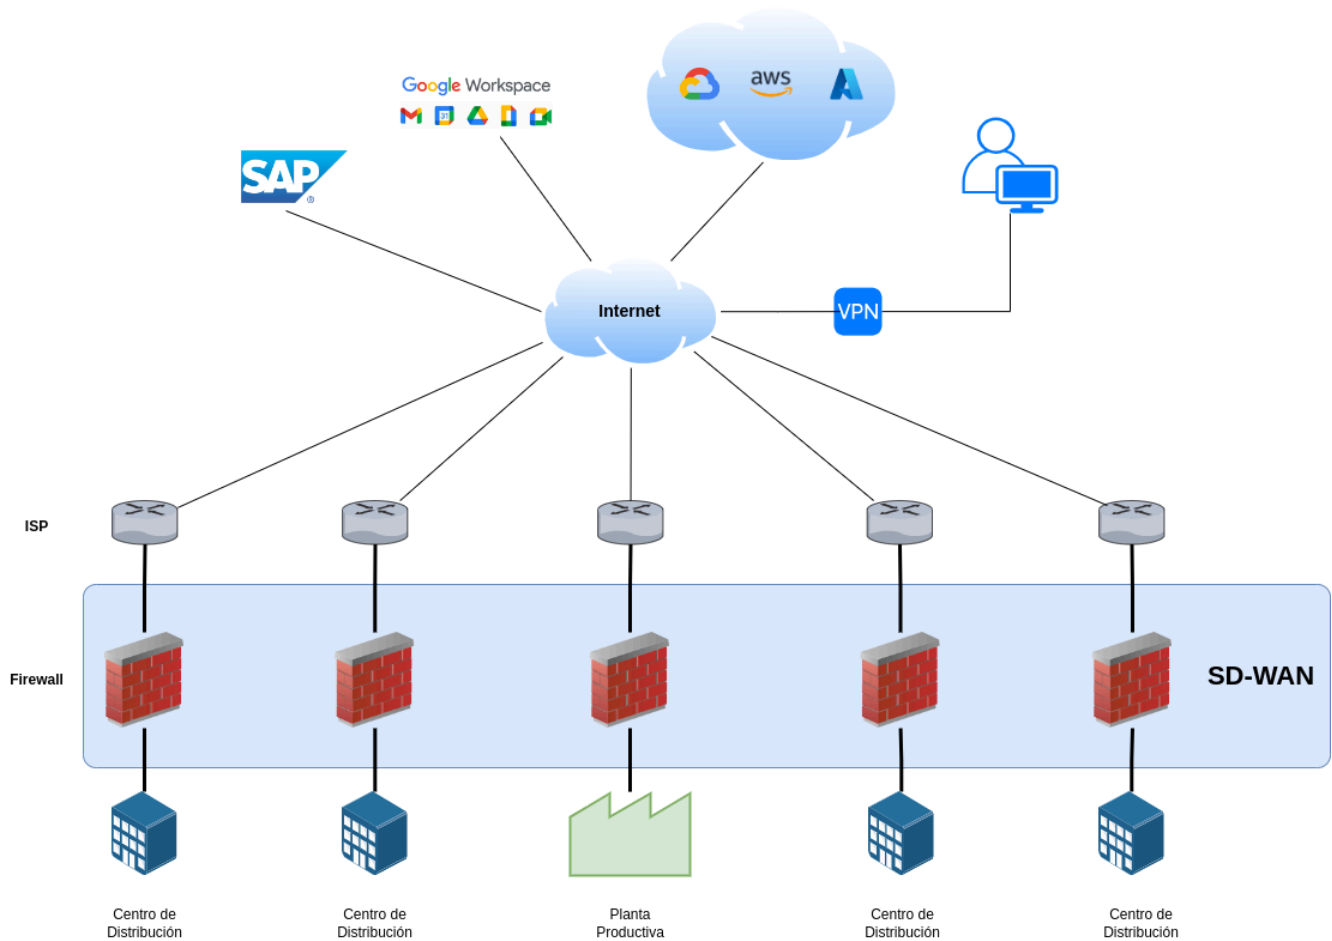 aws
Google Workspace
31
SAP
®
Internet
VPN
ISP
Firewall
SD-WAN
Centro de
Distribución
Centro de
Distribución
Planta
Productiva
Centro de
Distribución
Centro de
Distribución